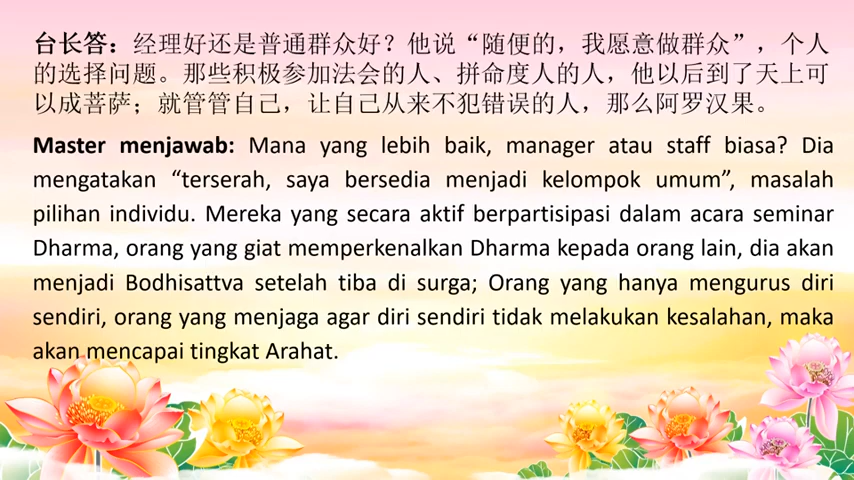 台长答：经理好还是普通群众好？他说“随便的，我愿意做群众”，个人
的选择问题。那些积极参加法会的人、拼命度人的人，他以后到了天上可
以成菩萨；就管管自己，让自己从来不犯错误的人，那么阿罗汉果。
Master menjawab: Mana yang lebih baik, manager atau staff biasa? Dia
mengatakan “terserah, saya bersedia menjadi kelompok umum”, masalah
pilihan individu. Mereka yang secara aktif berpartisipasi dalam acara seminar
Dharma, orang yang giat memperkenalkan Dharma kepada orang lain, dia akan
menjadi Bodhisattva setelah tiba di surga; Orang yang hanya mengurus diri
sendiri, orang yang menjaga agar diri sendiri tidak melakukan kesalahan, maka
akan mencapai tingkat Arahat.